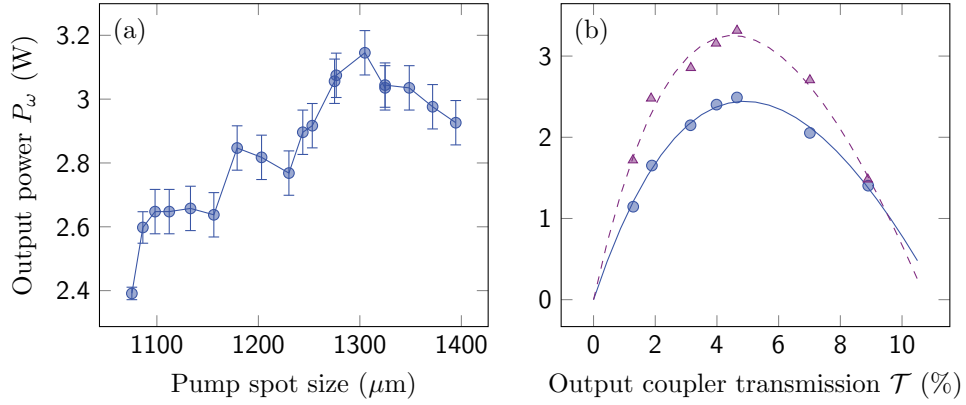 (a)
Output power Pω (W)
3.2
3
2.8
2.6
2.4
1100 1200 1300 1400
Pump spot size (μm)
(b)
3
2
1
0
0 2 4 6 8 10
Output coupler transmission 𝒯 (%)